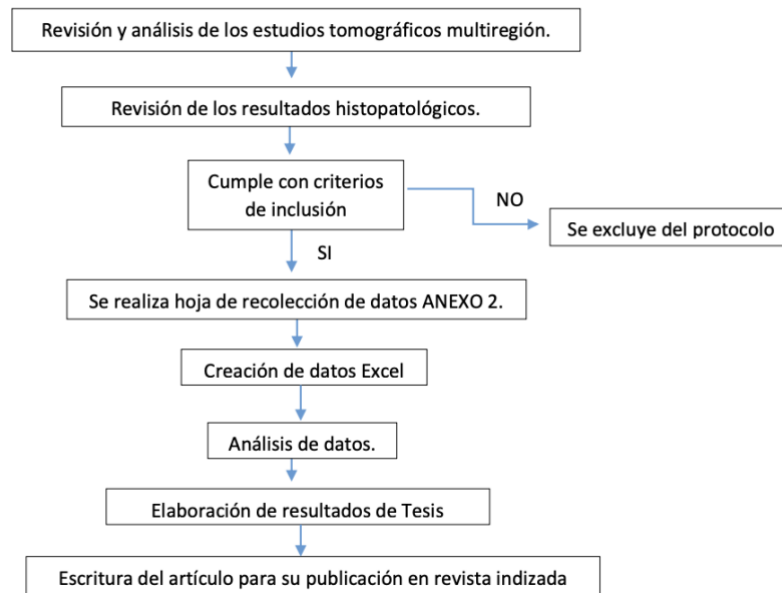 Revisión y análisis de los estudios tomográficos multiregión.
Revisión de los resultados histopatológicos.
Cumple con criterios
de inclusión
NO
Se excluye del protocolo
SI
Se realiza hoja de recolección de datos ANEXO 2.
Creación de datos Excel
Análisis de datos.
Elaboración de resultados de Tesis
Escritura del artículo para su publicación en revista indizada